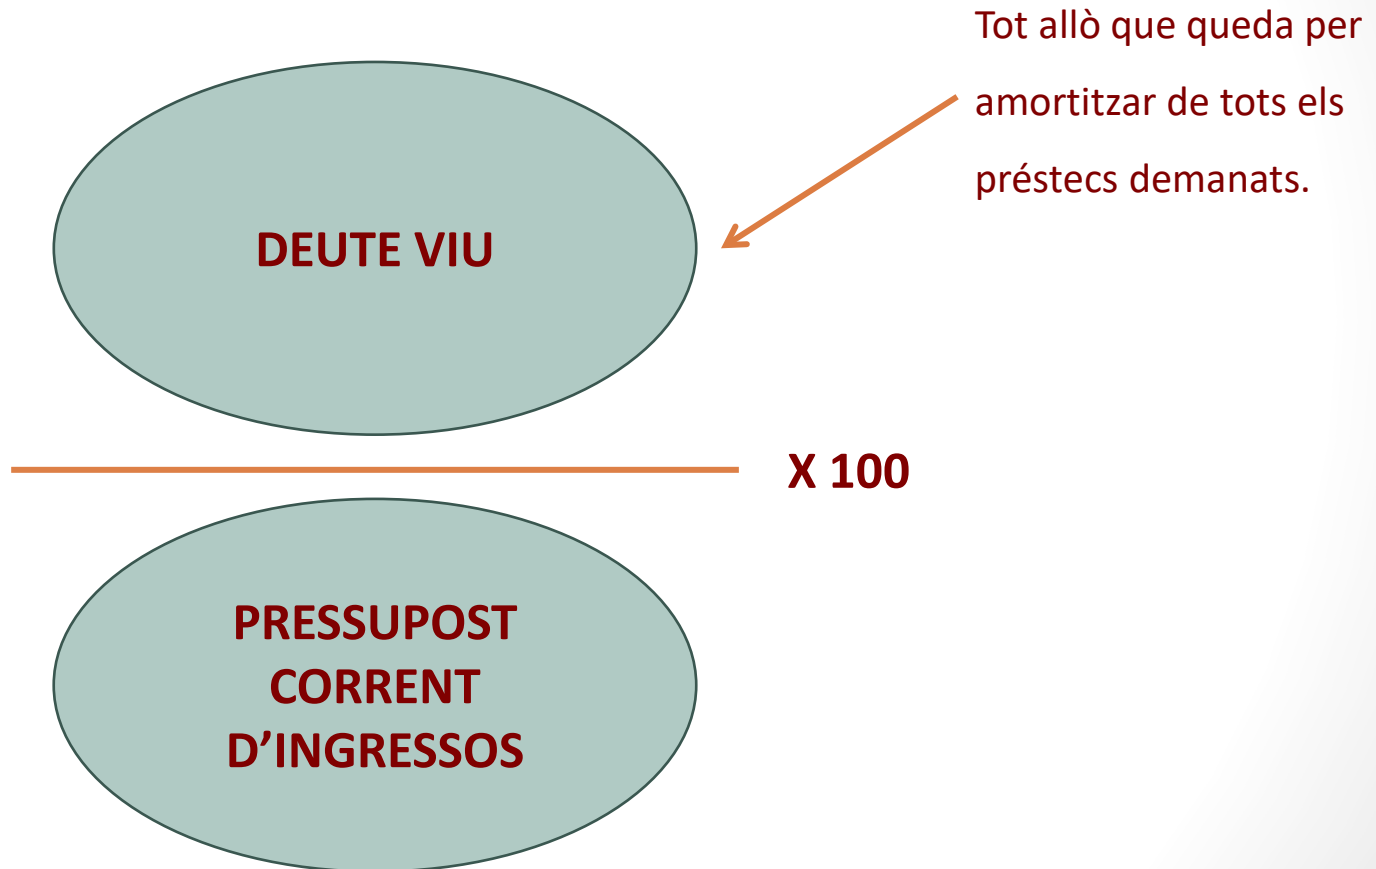 Tot allò que queda per
amortitzar de tots els
préstecs demanats.
DEUTE VIU
X 100
PRESSUPOST
CORRENT
D’INGRESSOS